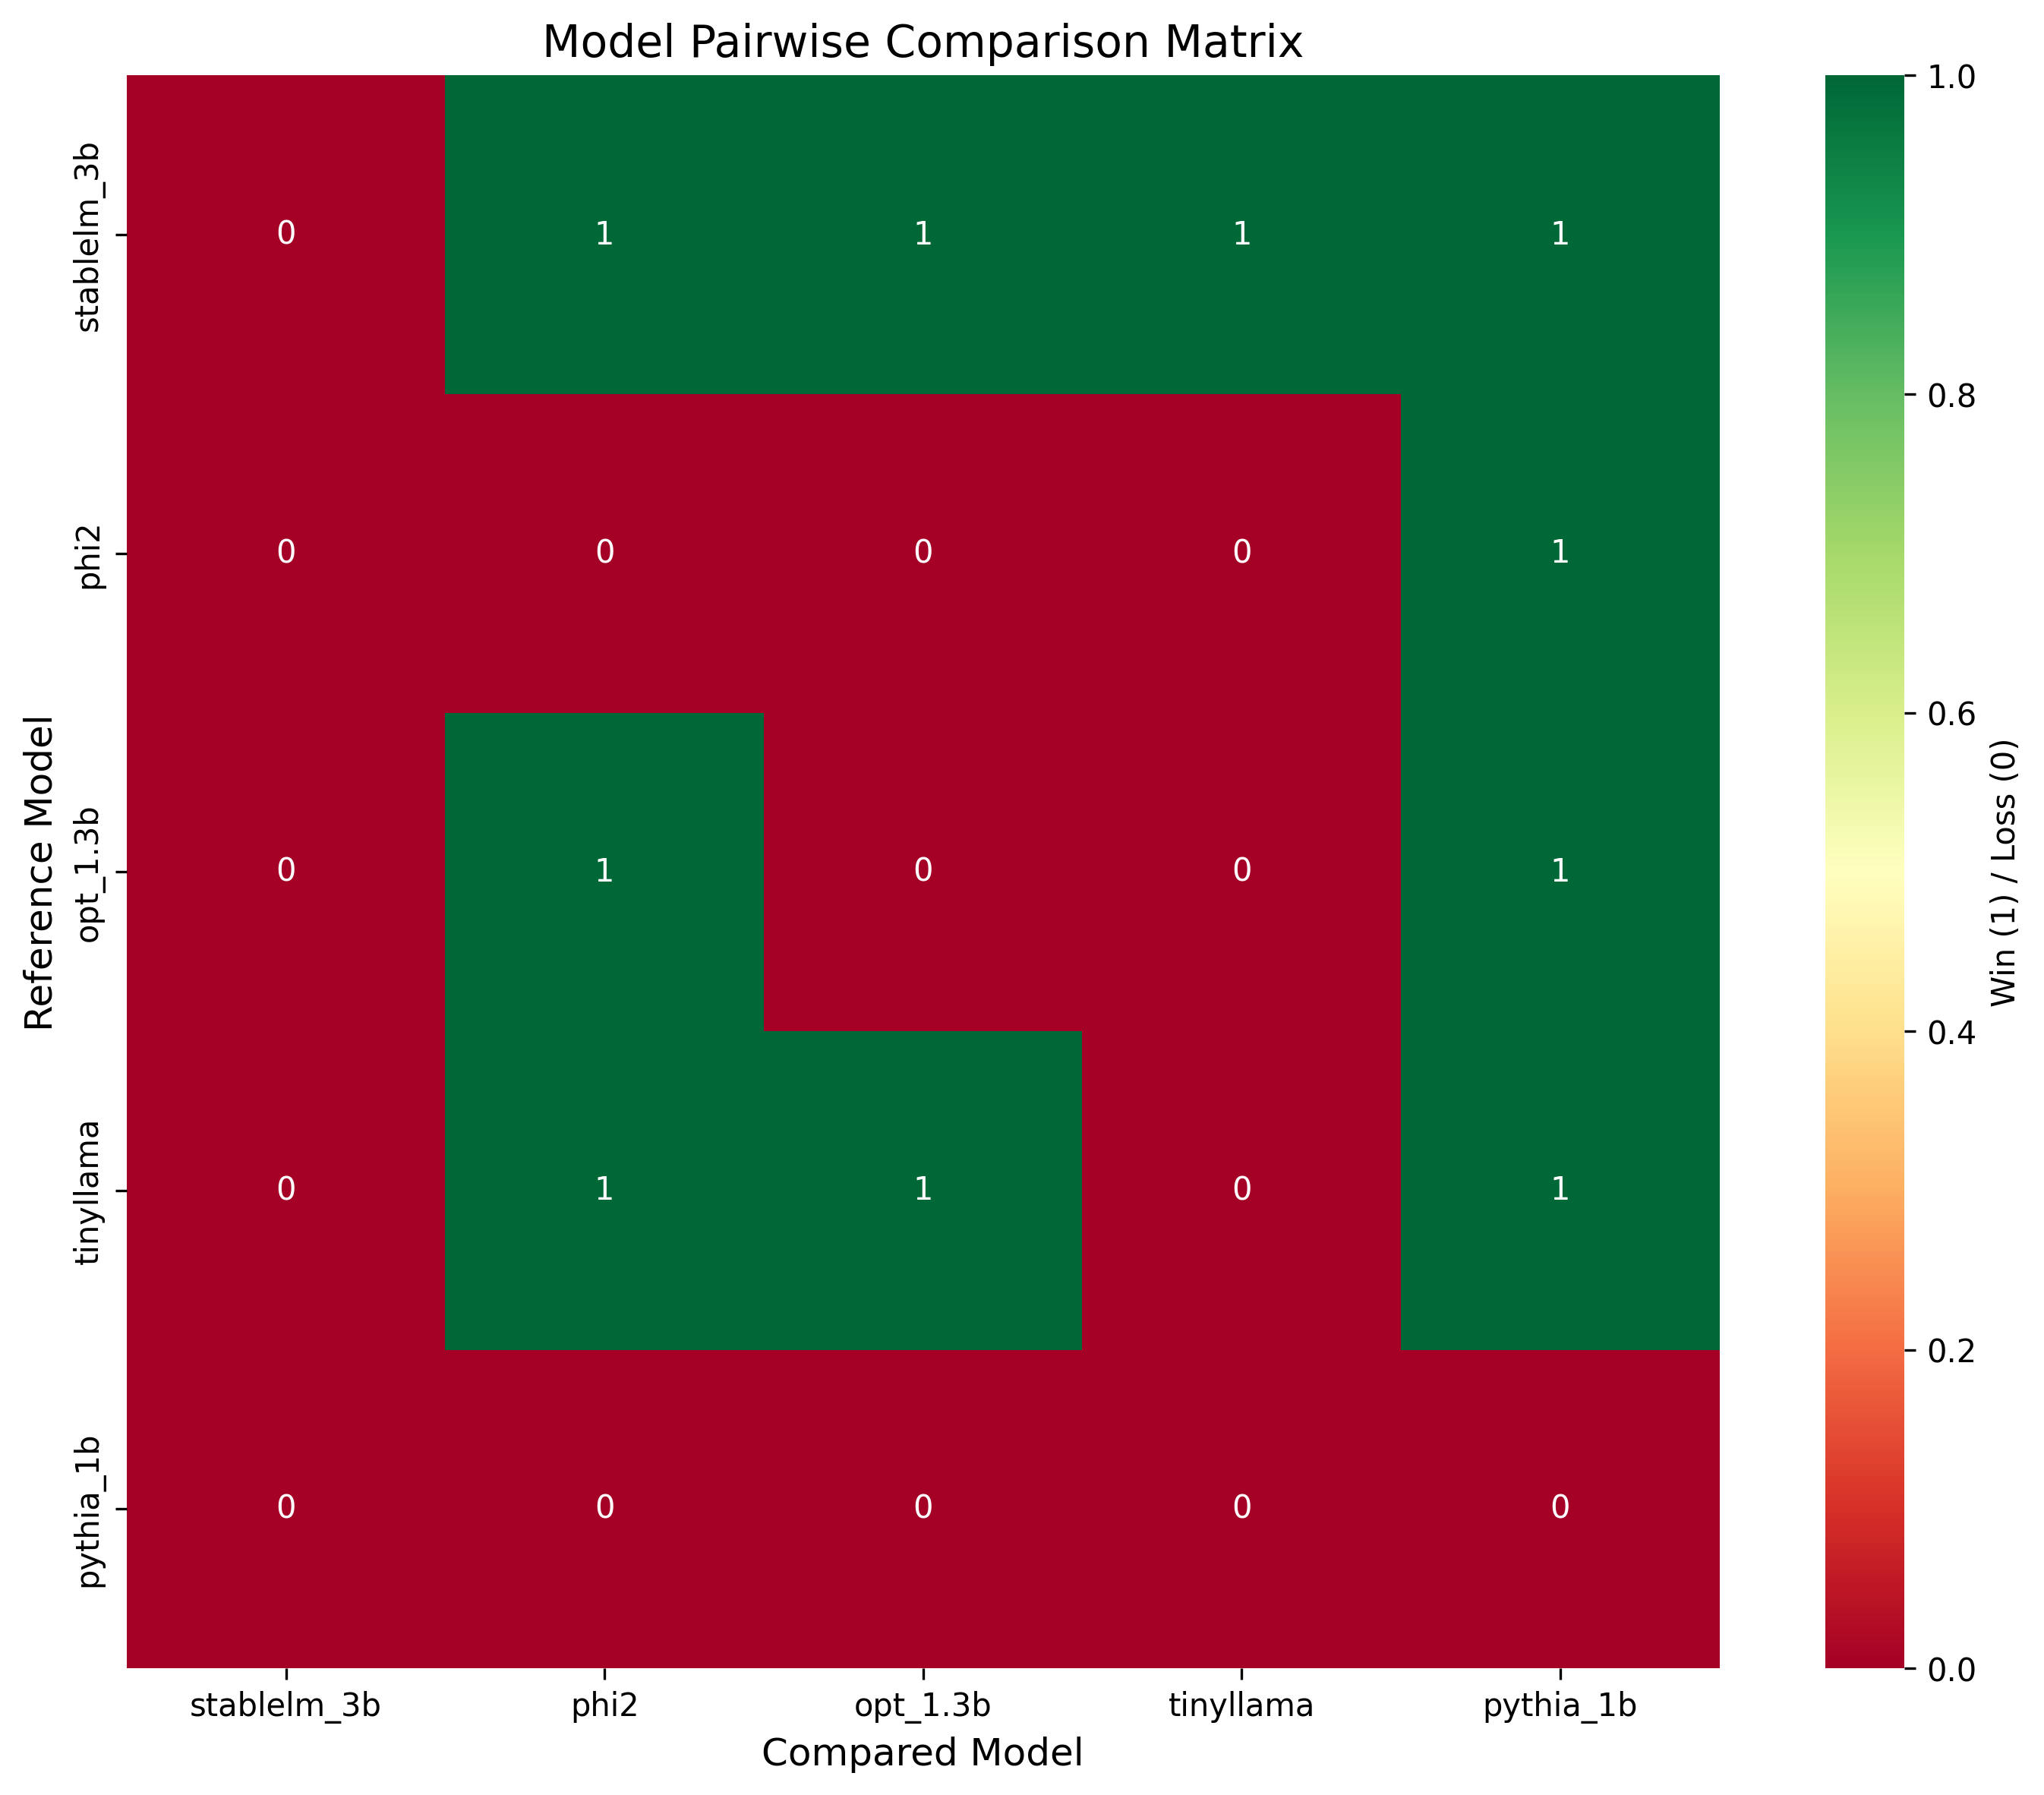 Model Pairwise Comparison Matrix
Reference Model
stablelm_3b
0 1 1 1 1
phi2
0 0 0 0 1
opt_1.3b
0 1 0 0 1
tinyllama
0 1 1 0 1
pythia_1b
0 0 0 0 0
stablelm_3b phi2 opt_1.3b tinyllama pythia_1b
Compared Model
1.0
0.8
0.6
0.4
0.2
0.0
Win (1) / Loss (0)